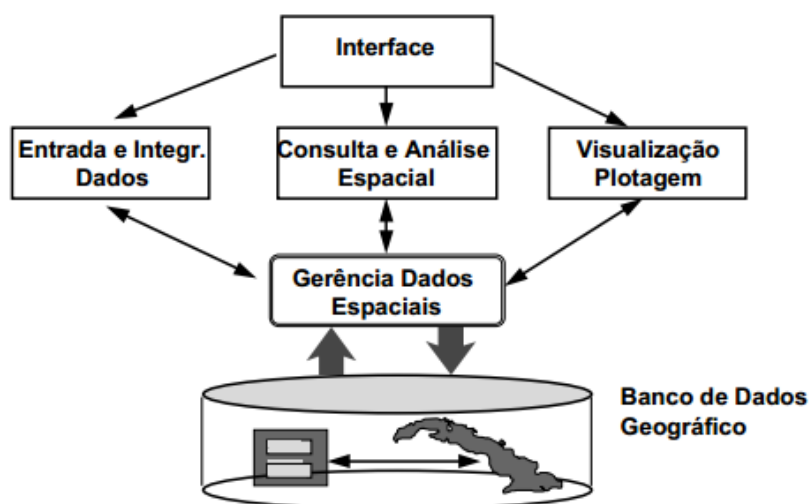 Interface
Entrada e Integr.
Dados
Consulta e Análise
Espacial
Visualização
Plotagem
Gerência Dados
Espaciais
Banco de Dados
Geográfico